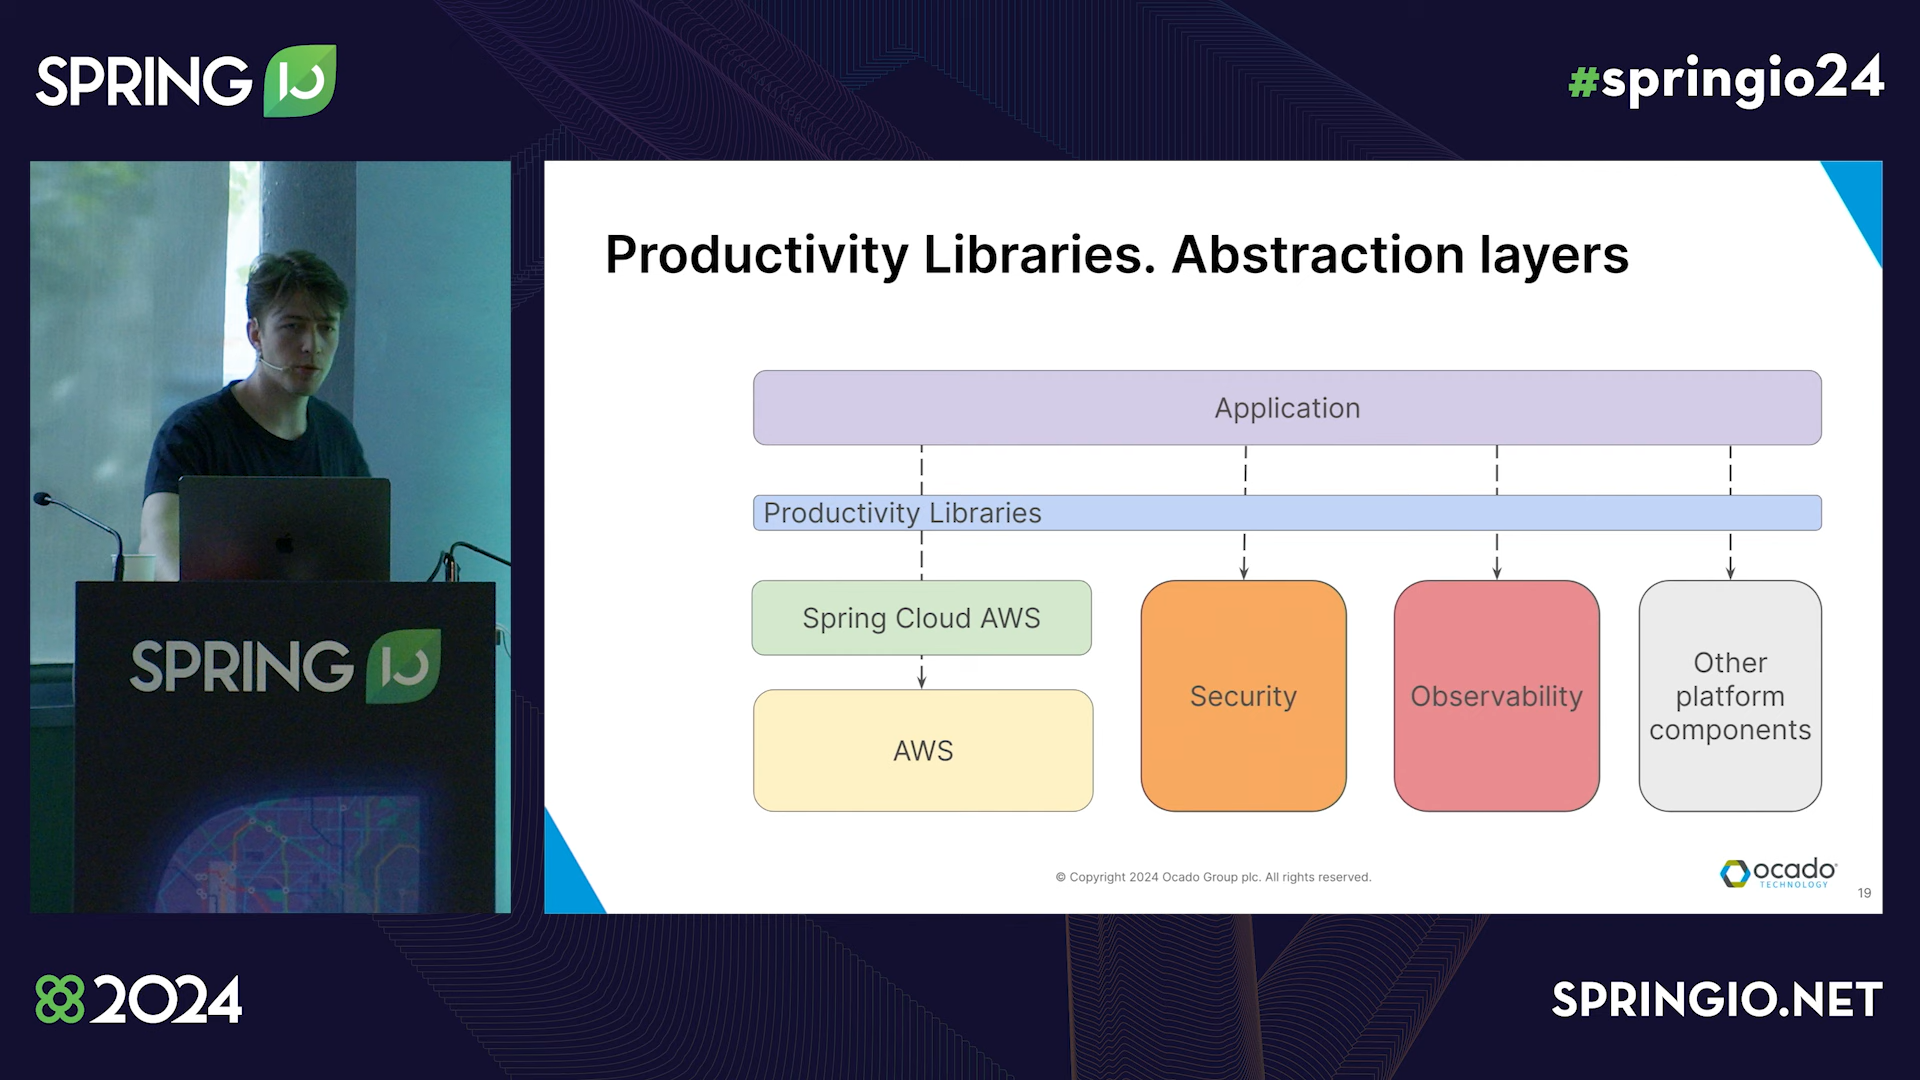 SPRING IO
#springio24
Productivity Libraries. Abstraction layers
Application
Productivity Libraries
Spring Cloud AWS
AWS
Security
Observability
Other
platform
components
© Copyright 2024 Ocado Group plc. All rights reserved.
ocado
TECHNOLOGY
19
SPRING IO
2024
SPRINGIO.NET